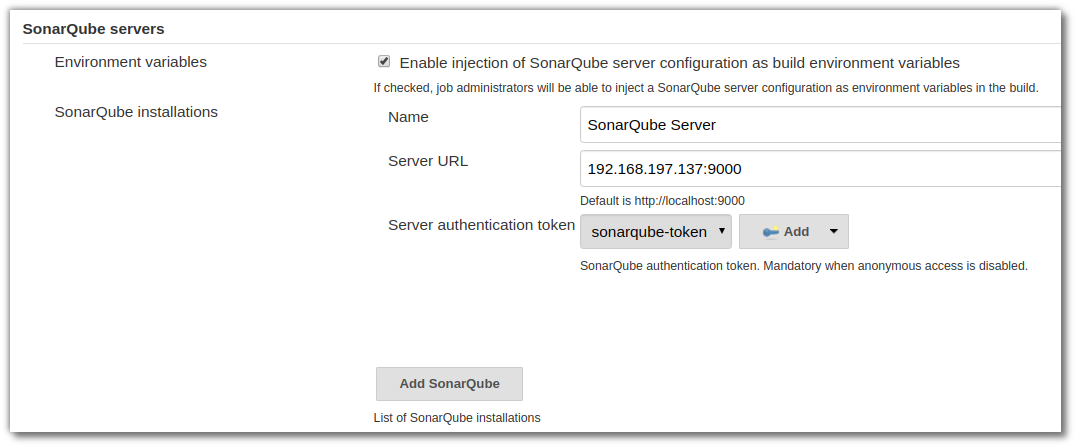 SonarQube servers
Environment variables
Enable injection of SonarQube server configuration as build environment variables
If checked, job administrators will be able to inject a SonarQube server configuration as environment variables in the build.
SonarQube installations
Name
SonarQube Server
Server URL
192.168.197.137:9000
Default is http://localhost:9000
Server authentication token
sonarqube-token
Add
SonarQube authentication token. Mandatory when anonymous access is disabled.
Add SonarQube
List of SonarQube installations